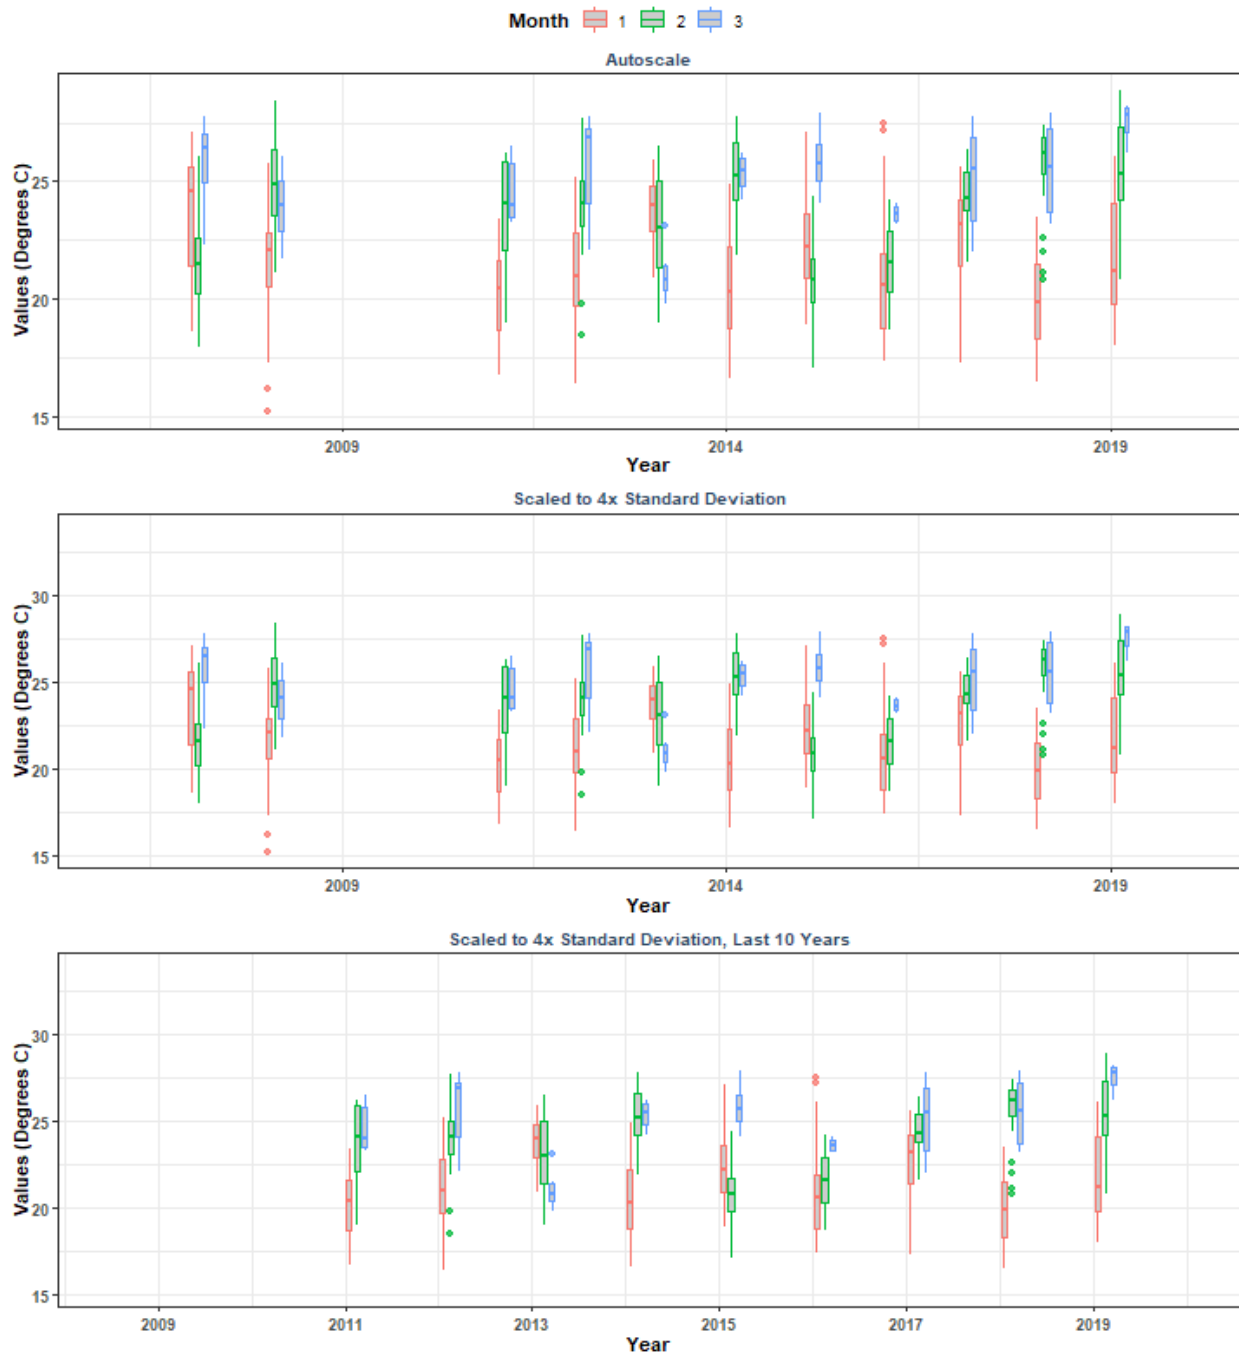 Month 1 2 3
Autoscale
Values (Degrees C)
25
20
15
2009 2014 2019
Year
Scaled to 4x Standard Deviation
Values (Degrees C)
30
25
20
15
2009 2014 2019
Year
Scaled to 4x Standard Deviation, Last 10 Years
Values (Degrees C)
30
25
20
15
2009 2011 2013 2015 2017 2019
Year